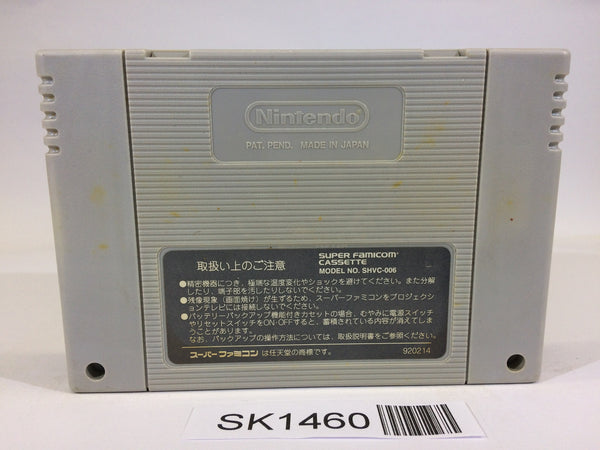 Nintendo
PAT. PEND. MADE IN JAPAN
取扱い上のご注意
SUPER FAMICOM
CASSETTE
MODEL NO. SHVC-006
●精密機器につき、極端な温度変化やショックを避けてください。また分解
したり、端子部を汚したりしないでください。
●残像現象（画面焼け）が生ずるため、スーパーファミコンをプロジェクシ
ョンテレビには接続しないでください。
●バッテリーバックアップ機能付きカセットの場合、むやみに電源スイッチ
やリセットスイッチをON-OFFすると、蓄積されている内容が消えてしま
うことがあります。
なお、バックアップの操作方法については、取扱説明書をご参照ください。
スーパーファミコンは任天堂の商標です。
920214
SK1460